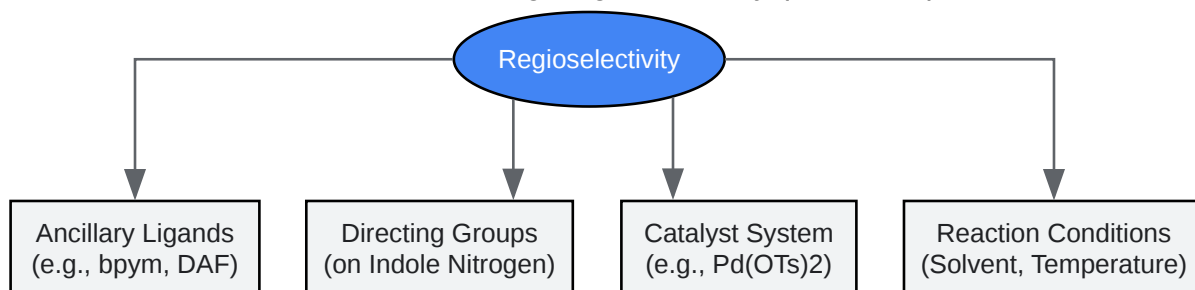 Regioselectivity
Ancillary Ligands
(e.g., bpym, DAF)
Directing Groups
(on Indole Nitrogen)
Catalyst System
(e.g., Pd(OTs)2)
Reaction Conditions
(Solvent, Temperature)